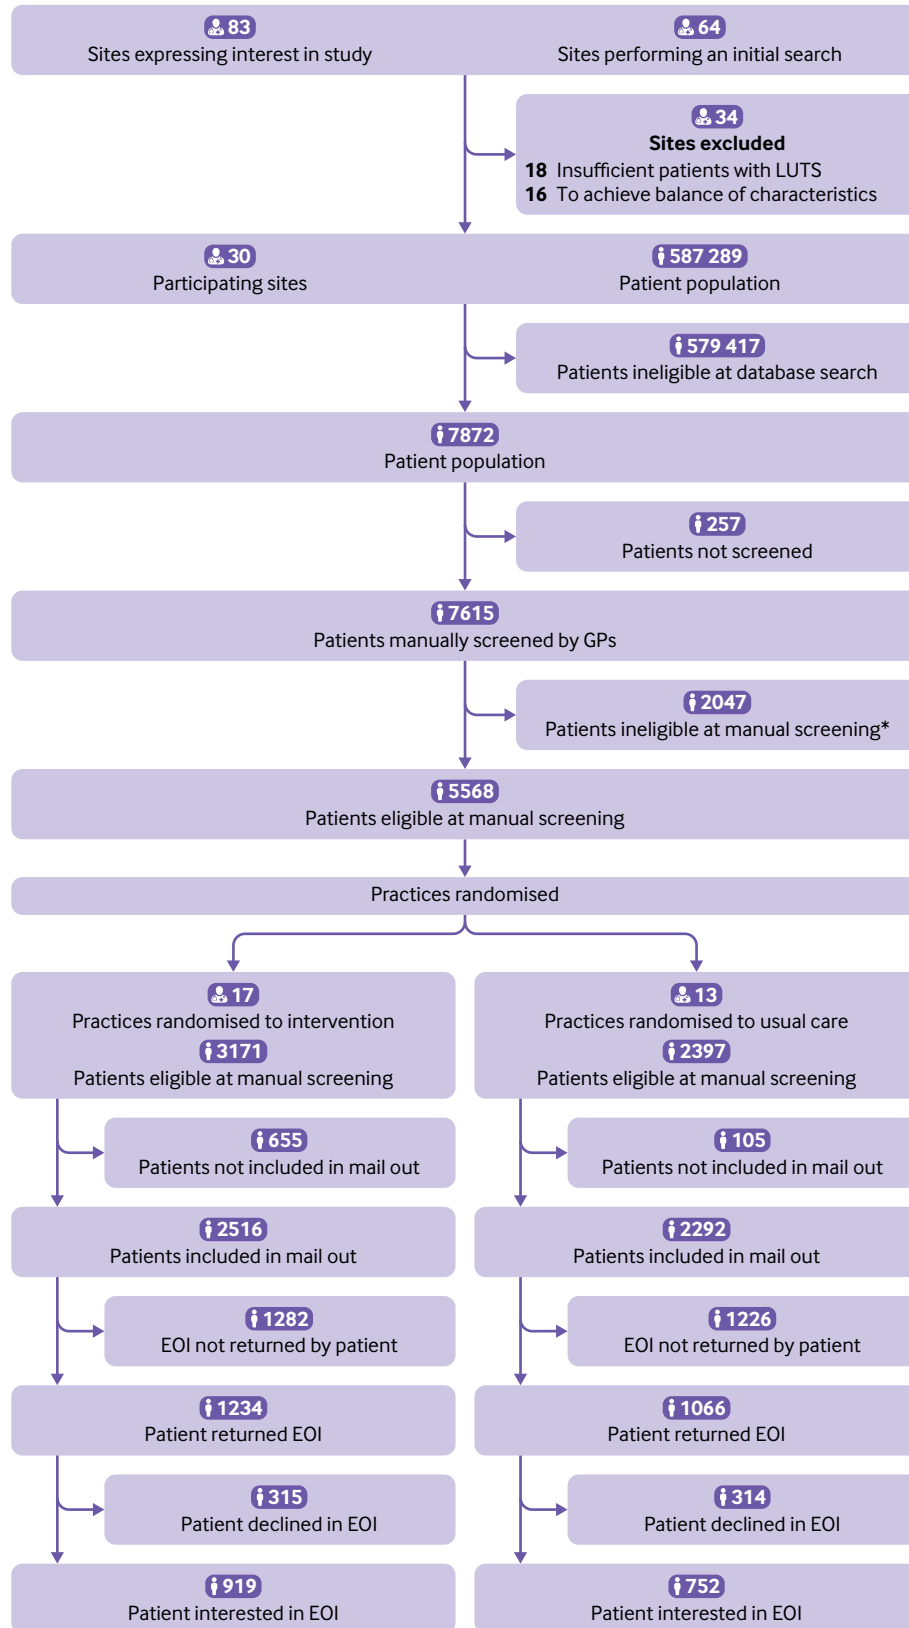 83
Sites expressing interest in study
64
Sites performing an initial search
34
Sites excluded
18 Insufficient patients with LUTS
16 To achieve balance of characteristics
30
Participating sites
587 289
Patient population
579 417
Patients ineligible at database search
7872
Patient population
257
Patients not screened
7615
Patients manually screened by GPs
2047
Patients ineligible at manual screening*
5568
Patients eligible at manual screening
Practices randomised
17
Practices randomised to intervention
3171
Patients eligible at manual screening
13
Practices randomised to usual care
2397
Patients eligible at manual screening
655
Patients not included in mail out
105
Patients not included in mail out
2516
Patients included in mail out
2292
Patients included in mail out
1282
EOI not returned by patient
1226
EOI not returned by patient
1234
Patient returned EOI
1066
Patient returned EOI
315
Patient declined in EOI
314
Patient declined in EOI
919
Patient interested in EOI
752
Patient interested in EOI